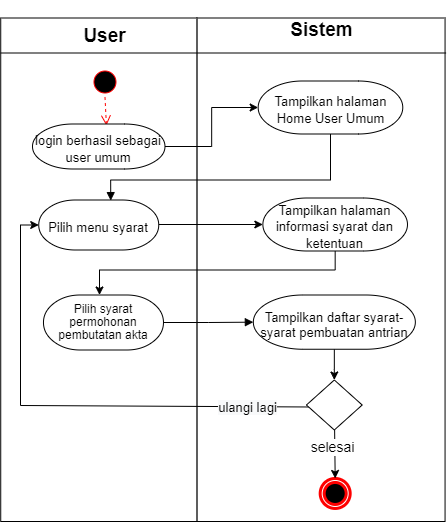 User
Sistem
login berhasil sebagai
user umum
Tampilkan halaman
Home User Umum
Pilih menu syarat
Tampilkan halaman
informasi syarat dan
ketentuan
Pilih syarat
permohonan
pembutatan akta
Tampilkan daftar syarat-
syarat pembuatan antrian
ulangi lagi
selesai